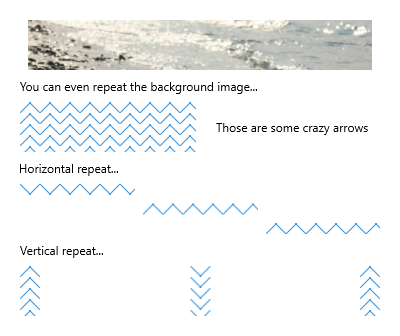 You can even repeat the background image...
Those are some crazy arrows
Horizontal repeat...
Vertical repeat...